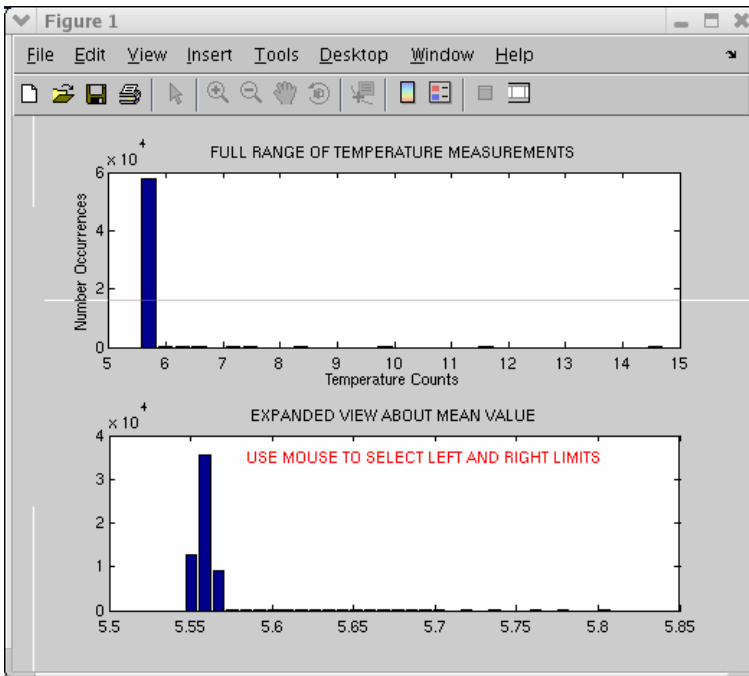 Figure 1
File Edit View Insert Tools Desktop Window Help
× 10 4
FULL RANGE OF TEMPERATURE MEASUREMENTS
6
4
2
0
Number Occurrences
5 6 7 8 9 10 11 12 13 14 15
Temperature Counts
× 10 4
EXPANDED VIEW ABOUT MEAN VALUE
USE MOUSE TO SELECT LEFT AND RIGHT LIMITS
4
3
2
1
0
5.5 5.55 5.6 5.65 5.7 5.75 5.8 5.85